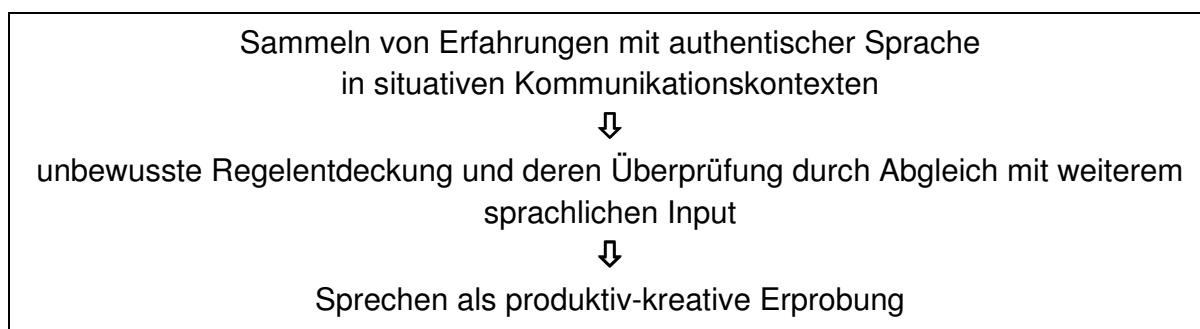 Sammeln von Erfahrungen mit authentischer Sprache
in situativen Kommunikationskontexten
⇩
unbewusste Regelentdeckung und deren Überprüfung durch Abgleich mit weiterem
sprachlichen Input
⇩
Sprechen als produktiv-kreative Erprobung